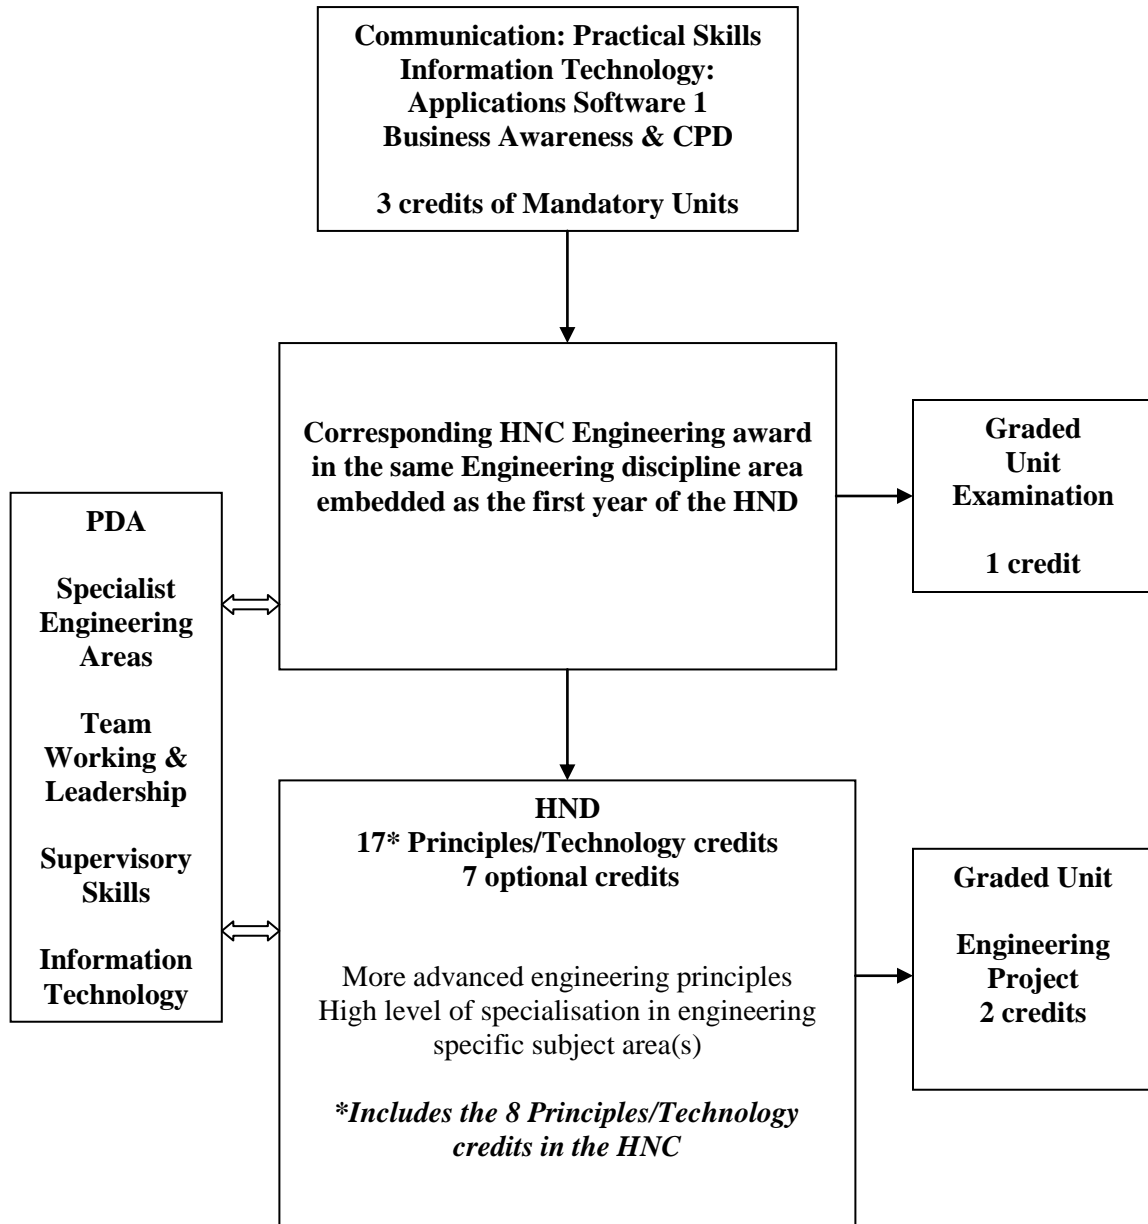 Communication: Practical Skills
Information Technology:
Applications Software 1
Business Awareness & CPD
3 credits of Mandatory Units
Corresponding HNC Engineering award
in the same Engineering discipline area
embedded as the first year of the HND
Graded
Unit
Examination
1 credit
PDA
Specialist
Engineering
Areas
Team
Working &
Leadership
Supervisory
Skills
Information
Technology
HND
17* Principles/Technology credits
7 optional credits
More advanced engineering principles
High level of specialisation in engineering
specific subject area(s)
*Includes the 8 Principles/Technology
credits in the HNC
Graded Unit
Engineering
Project
2 credits